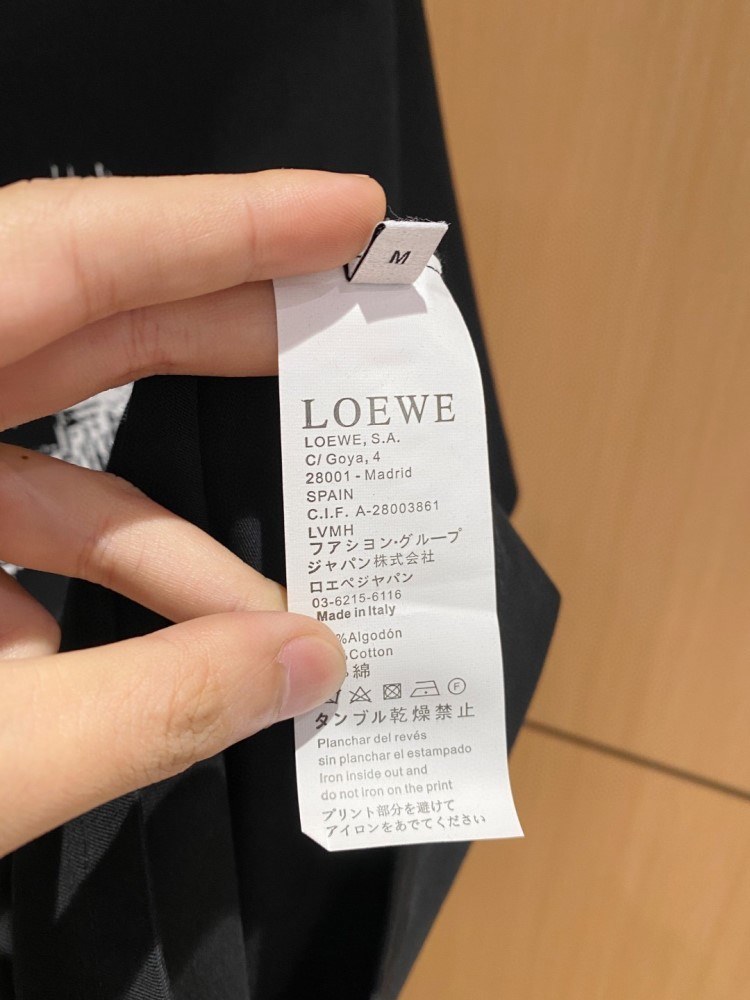 M
LOEWE
LOEWE, S.A.
C/ Goya, 4
28001 - Madrid
SPAIN
C.I.F. A-28003861
LVMH
フアシヨン・グループ
ジャパン株式会社
ロエベジャパン
03-6215-6116
Made in Italy
%Algodón
Cotton
綿
タンブル乾燥禁止
Planchar del revés
sin planchar el estampado
Iron inside out and
do not iron on the print
プリント部分を避けて
アイロンをあでてください